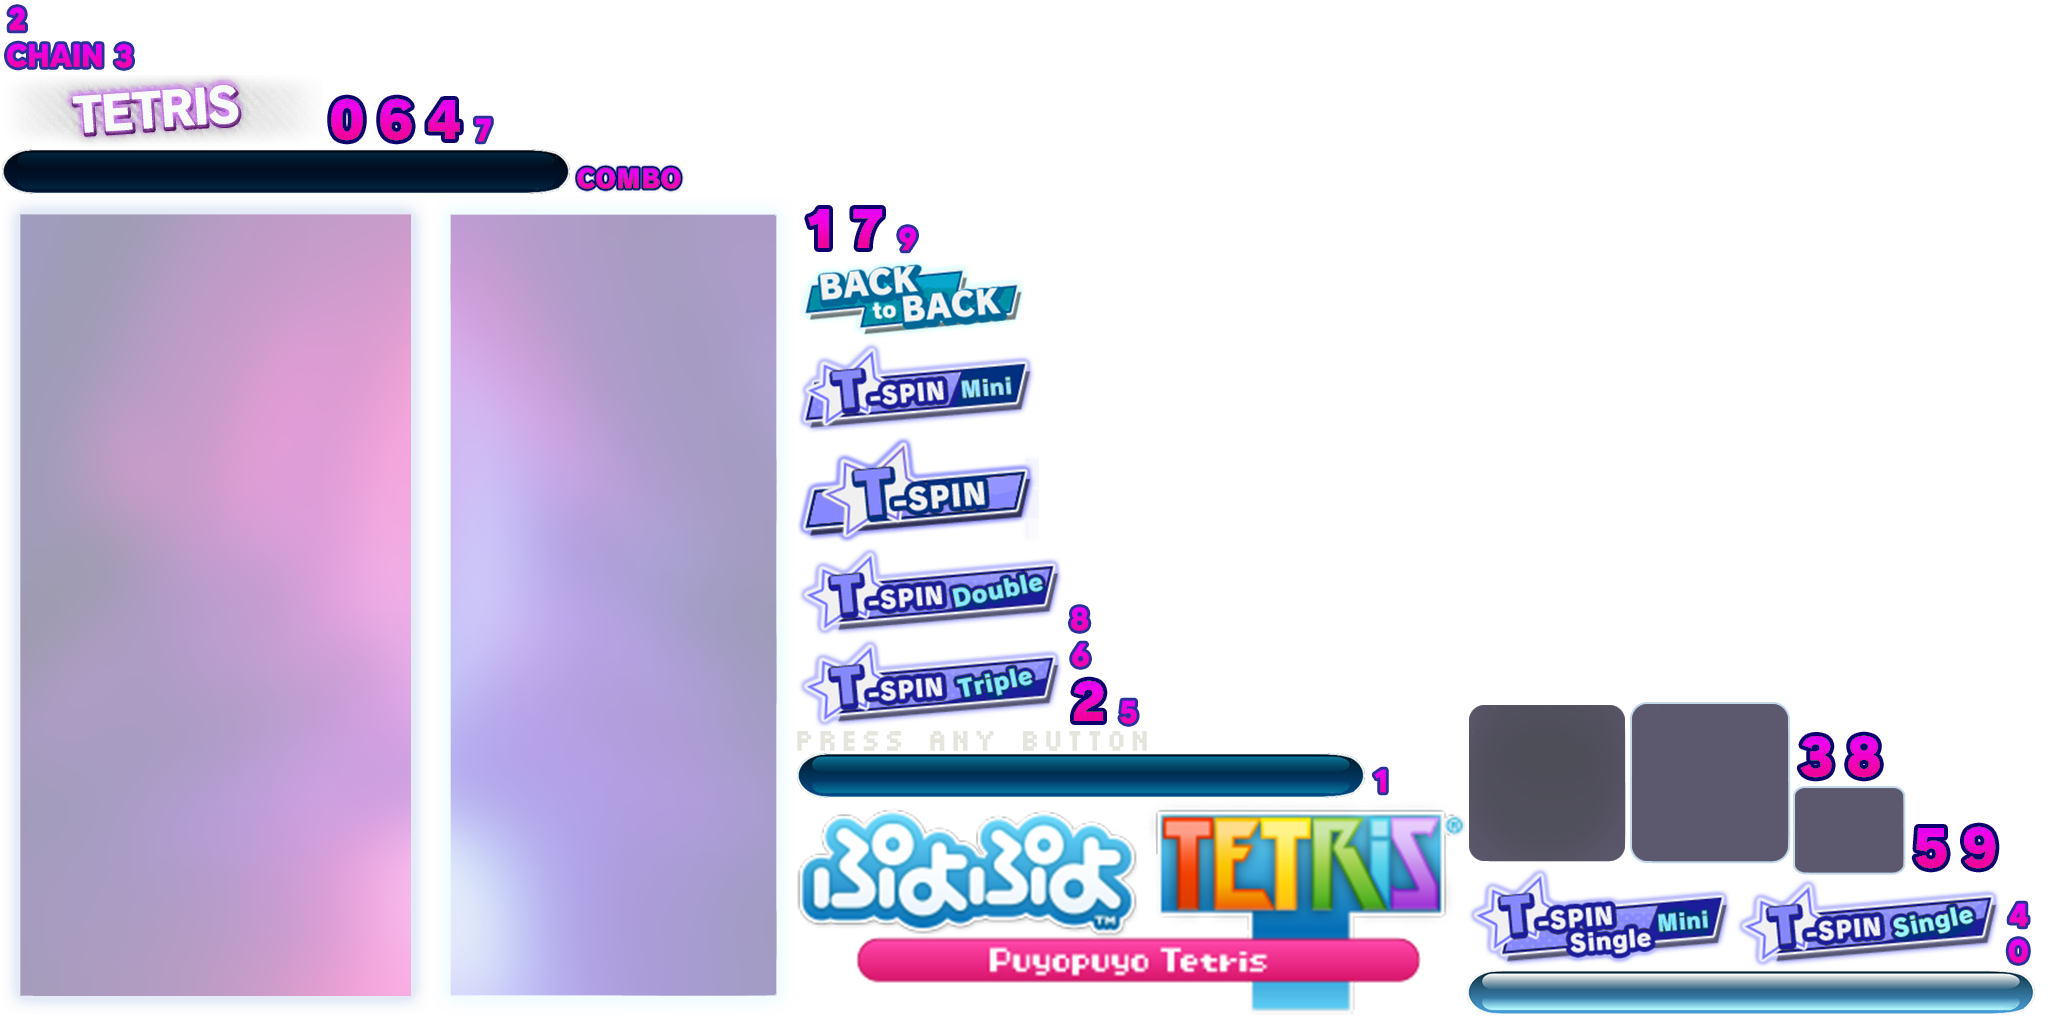 2
CHAIN 3
TETRIS
0 6 4 7
COMBO
1 7 9
BACK
to BACK
T-SPIN Mini
T-SPIN
T-SPIN Double
8
6
T-SPIN Triple
2 5
PRESS ANY BUTTON
1
3 8
5 9
ぷよぷよ™
TETRIS®
Puyopuyo Tetris
T-SPIN
Single Mini
T-SPIN Single
4
0